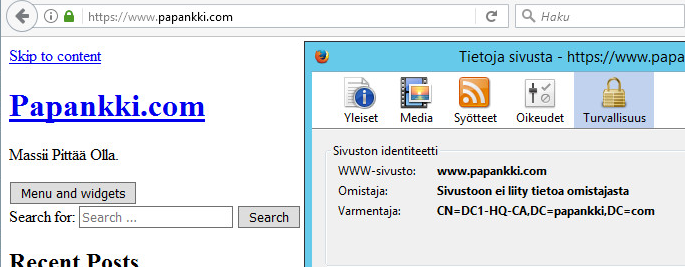 https://www.papankki.com
Haku
Skip to content
Papankki.com
Massii Pittää Olla.
Menu and widgets
Search for: Search ... Search
Recent Posts
Tietoja sivusta - https://www.papa
Yleiset Media Syötteet Oikeudet Turvallisuus
Sivuston identiteetti
WWW-sivusto: www.papankki.com
Omistaja: Sivustoon ei liity tietoa omistajasta
Varmentaja: CN=DC1-HQ-CA,DC=papankki,DC=com